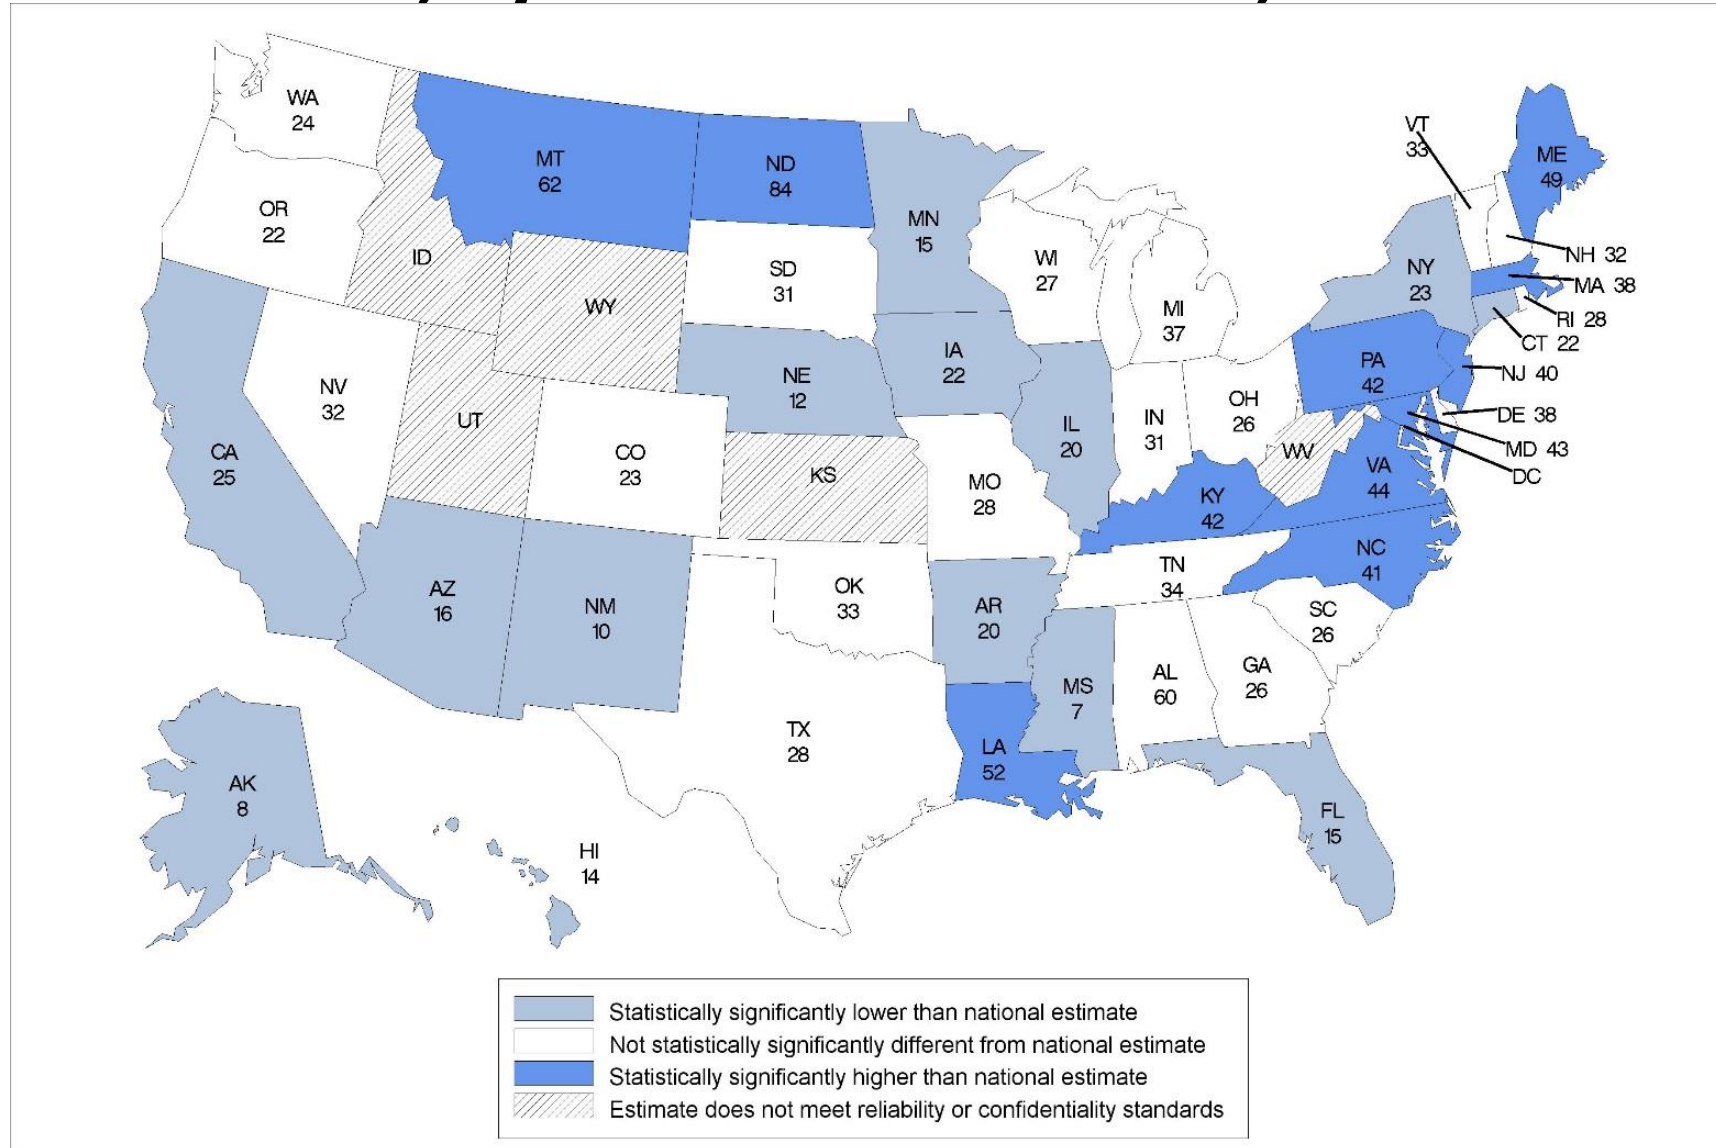 WA
24
MT
62
ND
84
VT
33
ME
49
OR
22
ID
MN
15
WI
27
NH 32
MA 38
RI 28
CT 22
NY
23
SD
31
WY
MI
37
IA
22
PA
42
NJ 40
NE
12
NV
32
UT
CO
23
CA
25
KS
MO
28
IL
20
IN
31
OH
26
WV
DE 38
MD 43
DC
VA
44
KY
42
NC
41
TN
34
AZ
16
NM
10
OK
33
AR
20
SC
26
MS
7
AL
60
GA
26
TX
28
LA
52
AK
8
HI
14
FL
15
Statistically significantly lower than national estimate
Not statistically significantly different from national estimate
Statistically significantly higher than national estimate
Estimate does not meet reliability or confidentiality standards